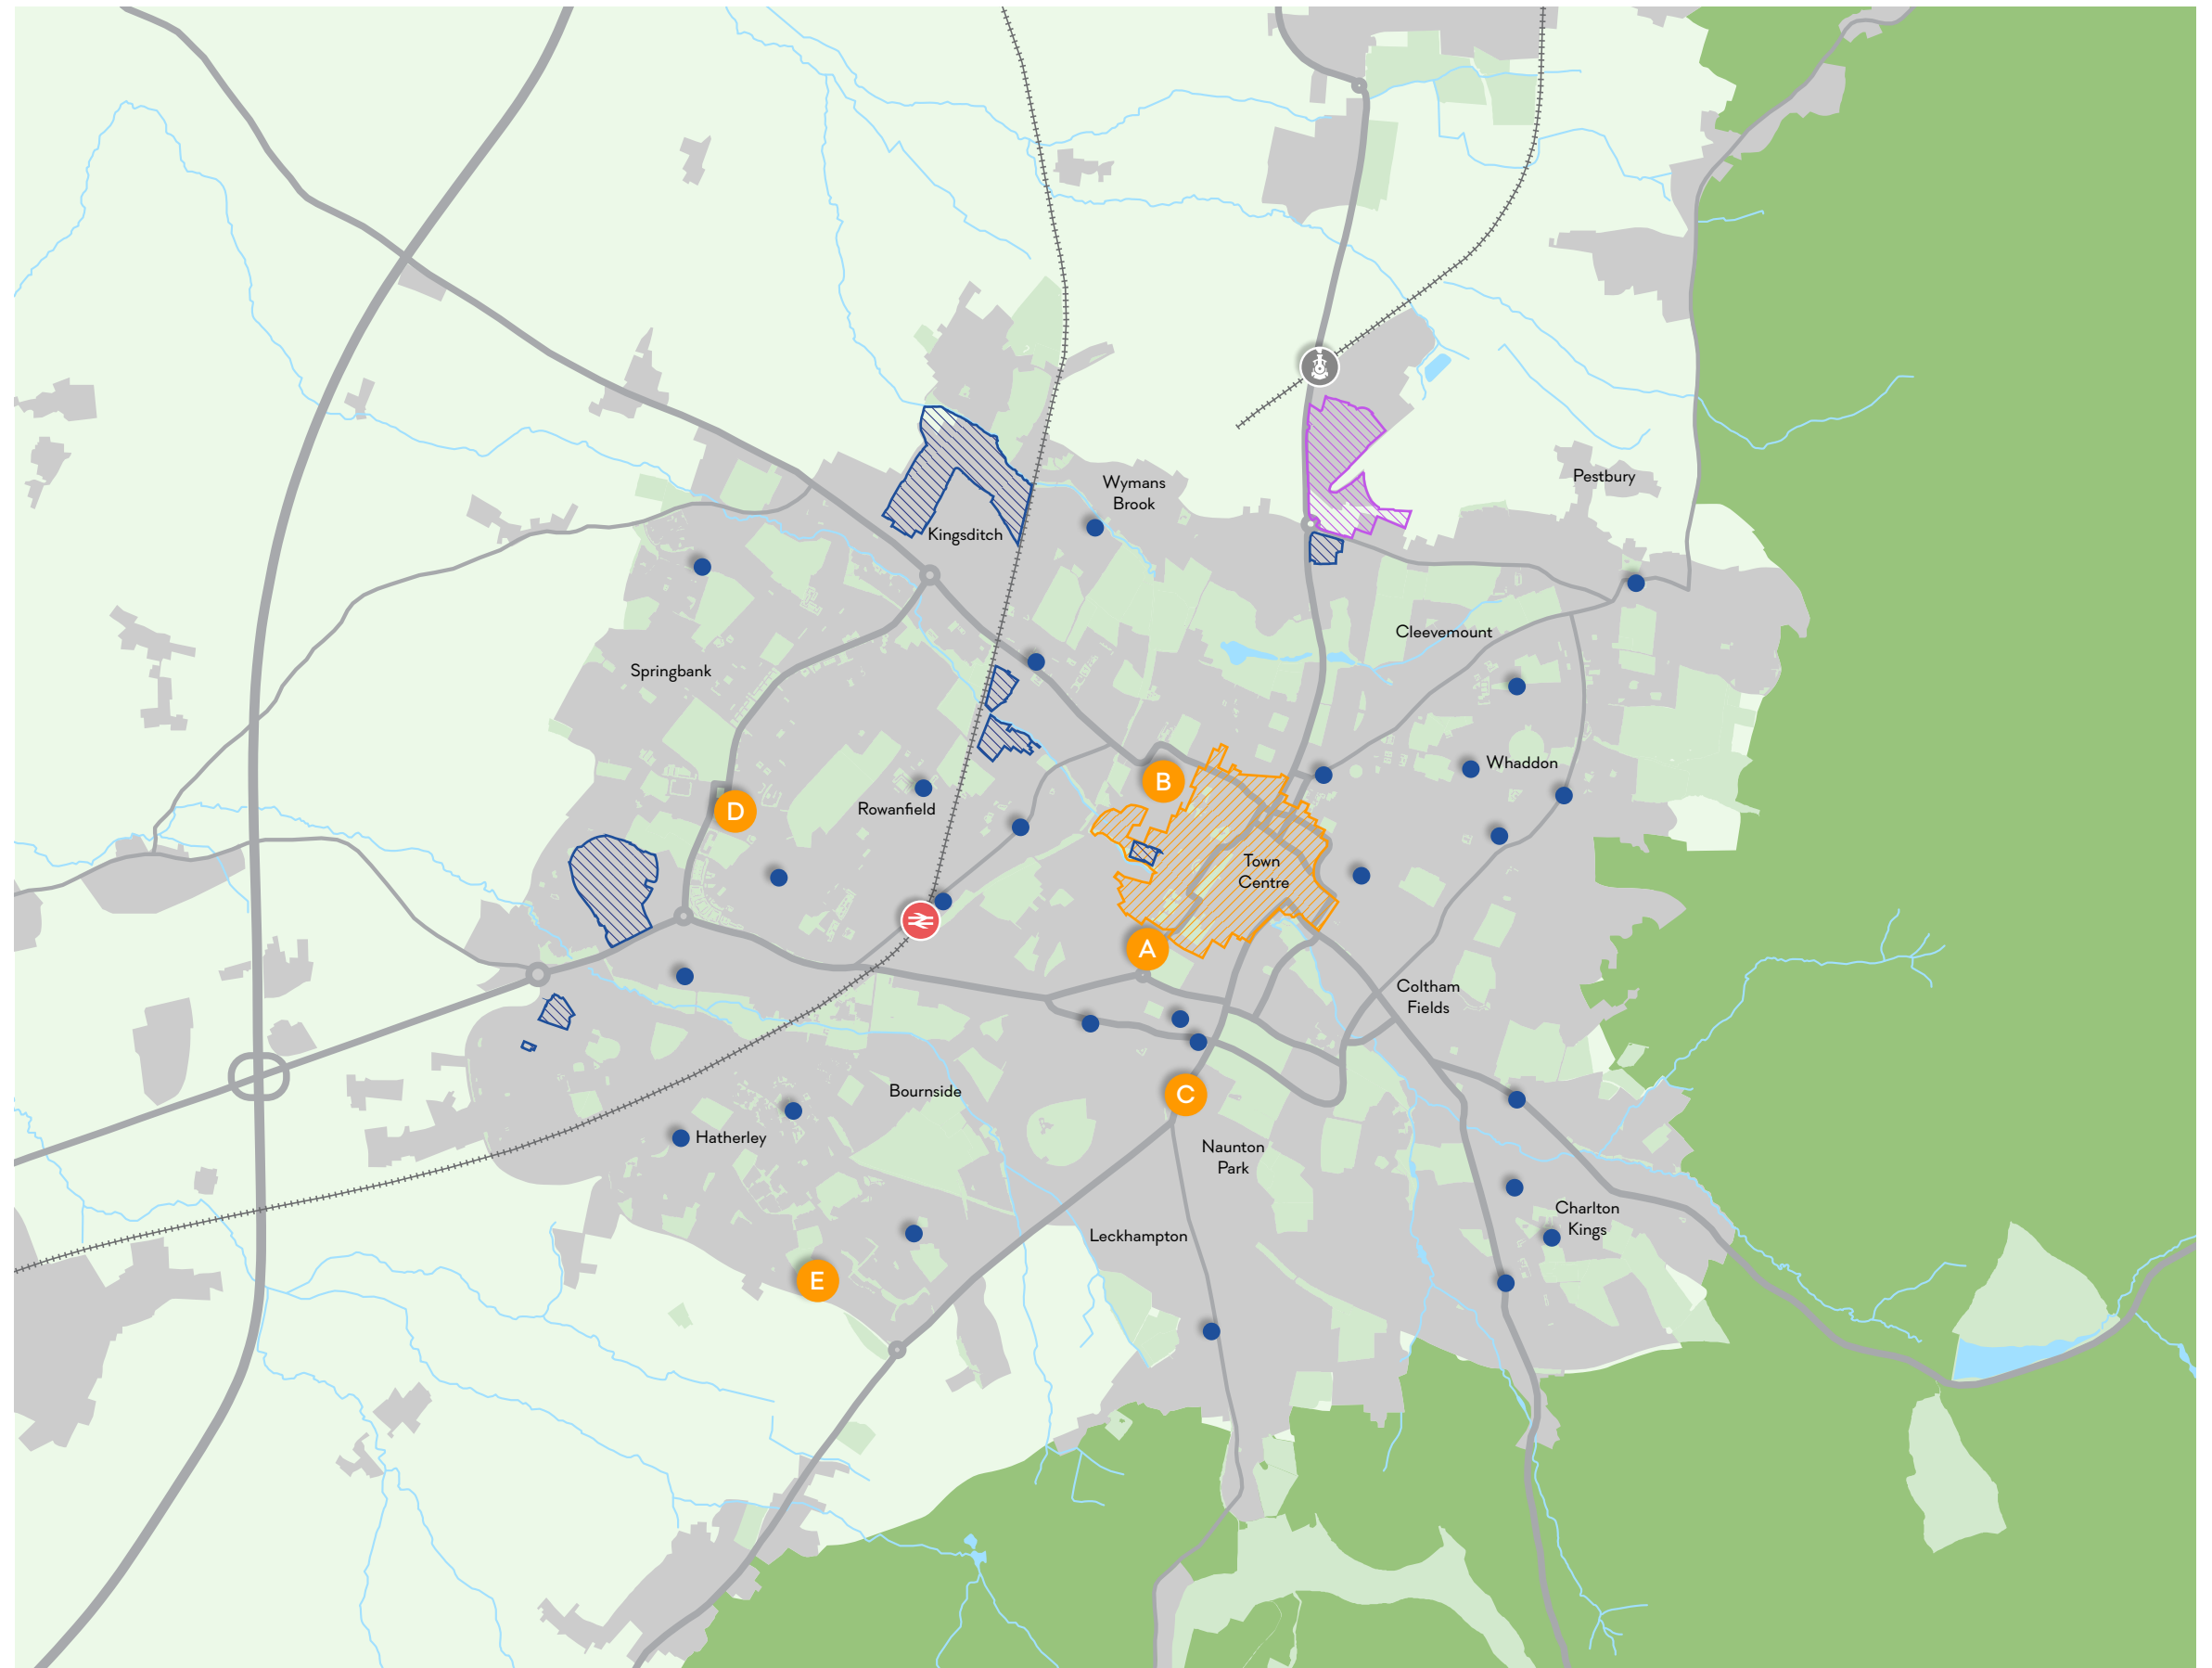 Wymans
Brook
Pestbury
Kingsditch
Cleevemount
Springbank
Whaddon
B
D
Rowanfield
Town
Centre
A
Coltham
Fields
Bournside
C
Hatherley
Naunton
Park
Charlton
Kings
Leckhampton
E